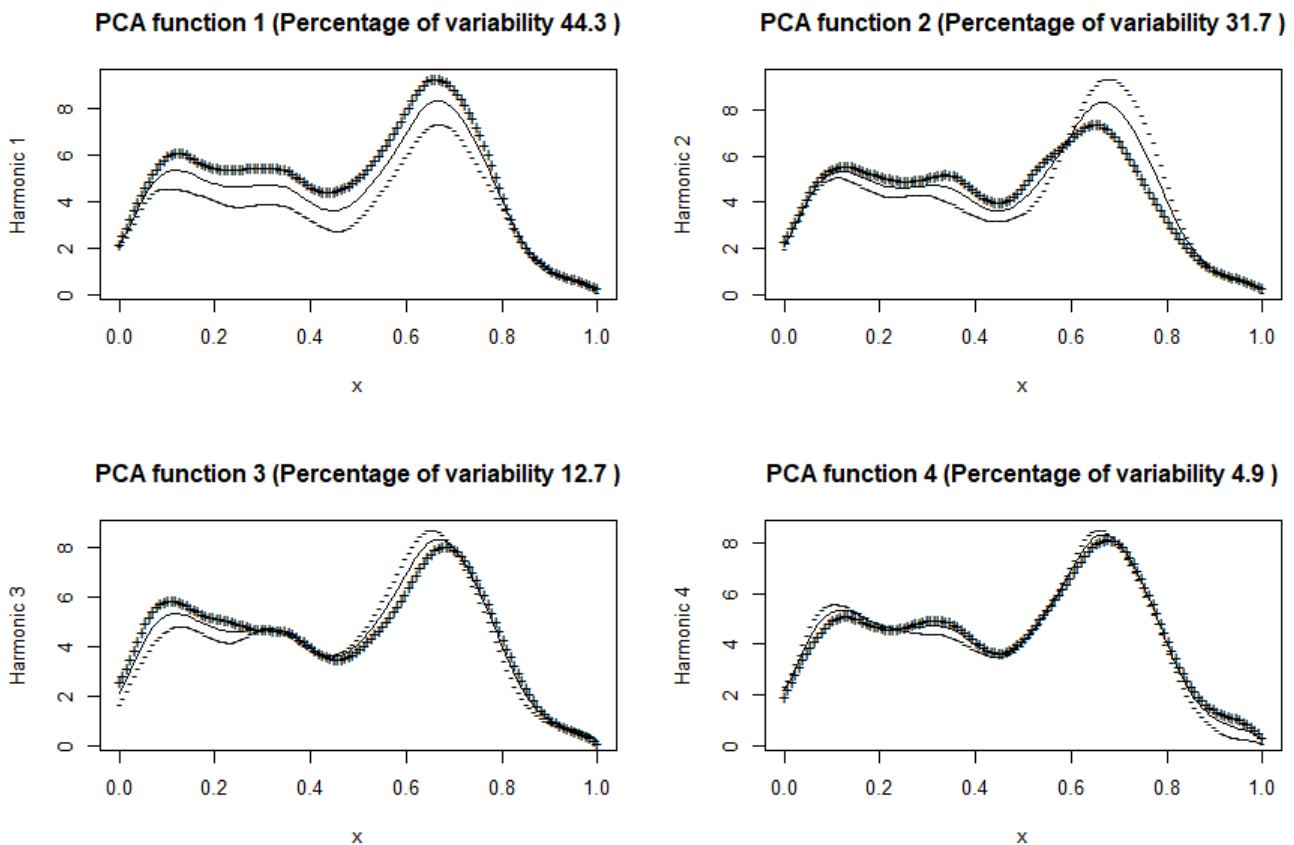 PCA function 1 (Percentage of variability 44.3 )
Harmonic 1
8
6
4
2
0
0.0 0.2 0.4 0.6 0.8 1.0
x
PCA function 2 (Percentage of variability 31.7 )
Harmonic 2
8
6
4
2
0
0.0 0.2 0.4 0.6 0.8 1.0
x
PCA function 3 (Percentage of variability 12.7 )
Harmonic 3
8
6
4
2
0
0.0 0.2 0.4 0.6 0.8 1.0
x
PCA function 4 (Percentage of variability 4.9 )
Harmonic 4
8
6
4
2
0
0.0 0.2 0.4 0.6 0.8 1.0
x